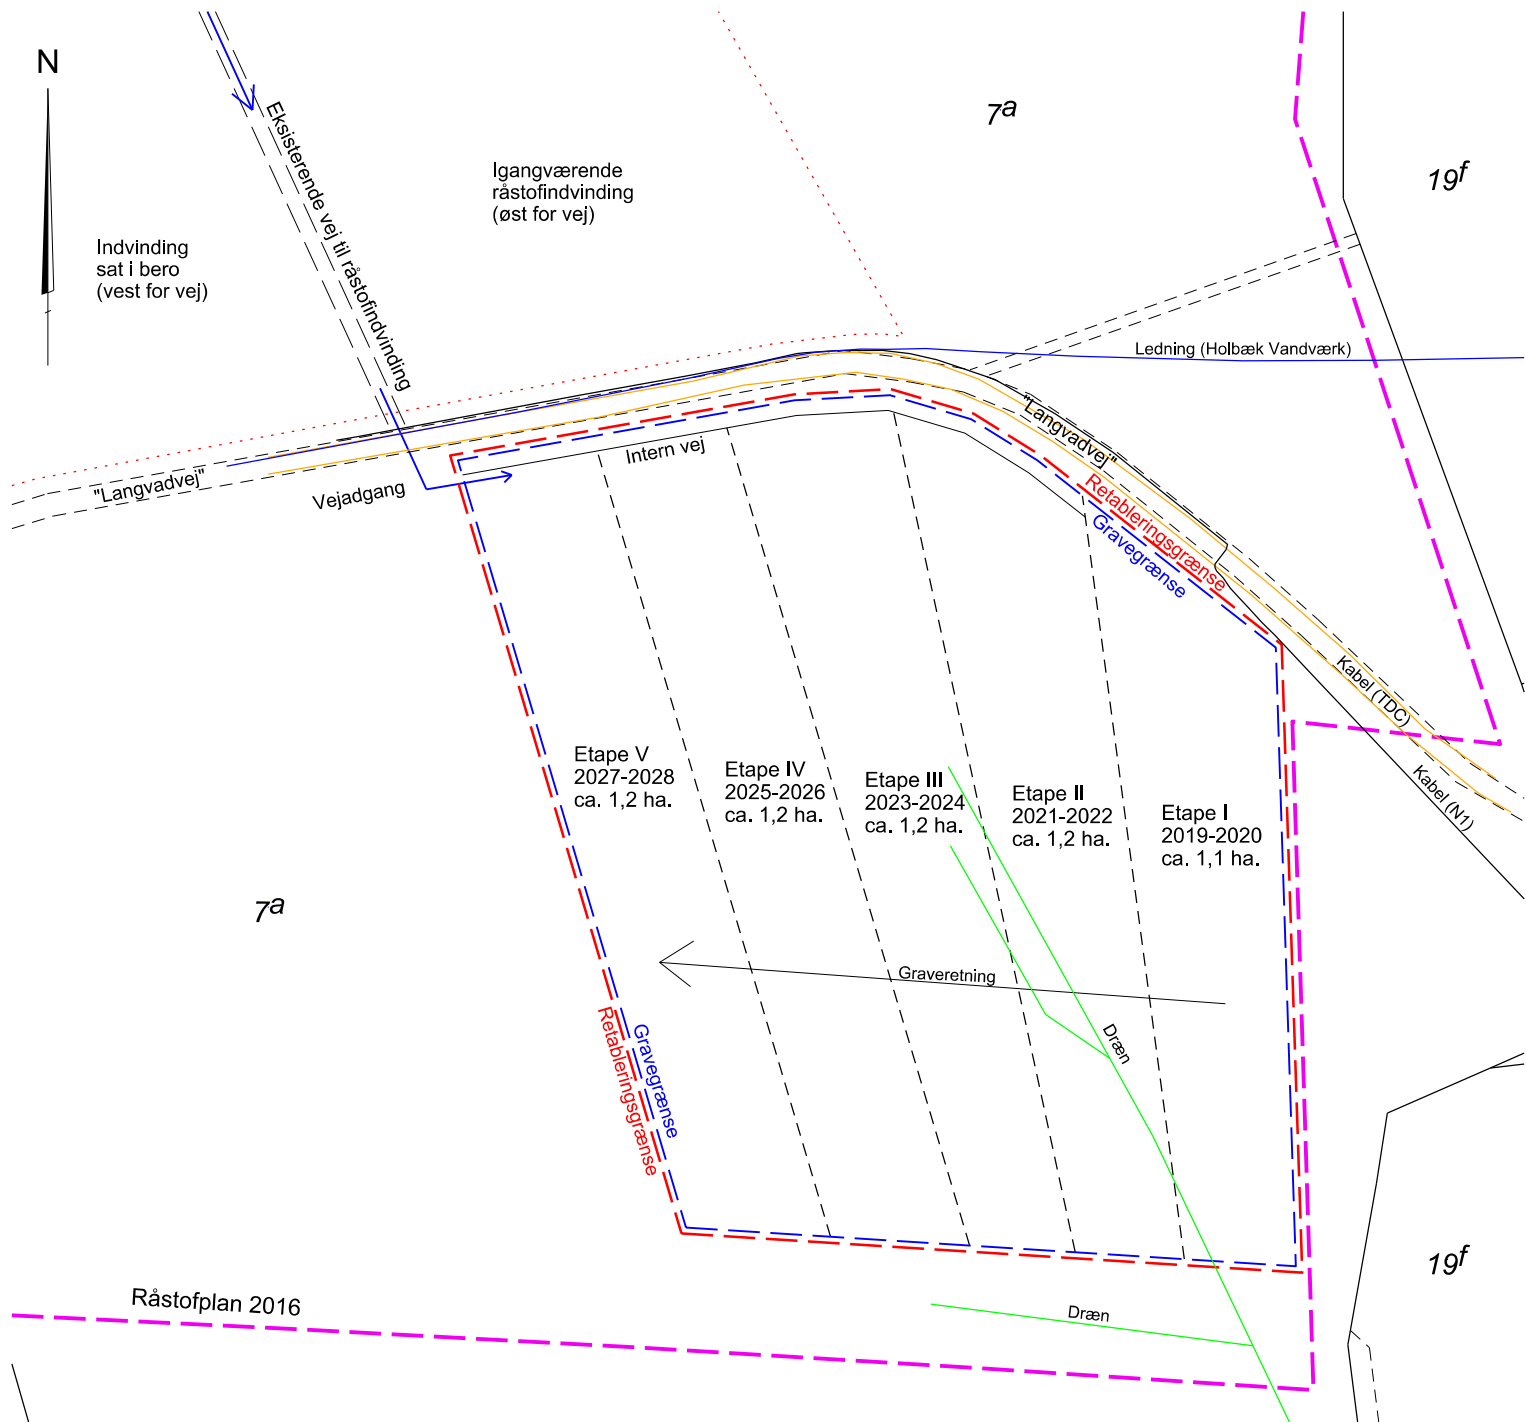 N
7a
19f
Eksisterende vej til råstofindvinding
Igangværende
råstofindvinding
(øst for vej)
Indvinding
sat i bero
(vest for vej)
Ledning (Holbæk Vandværk)
"Langvadvej"
"Langvadvej"
Vejadgang
Intern vej
Retableringsgrænse
Gravegrænse
Kabel (TDC)
Kabel (N1)
Etape V
2027-2028
ca. 1,2 ha.
Etape IV
2025-2026
ca. 1,2 ha.
Etape III
2023-2024
ca. 1,2 ha.
Etape II
2021-2022
ca. 1,2 ha.
Etape I
2019-2020
ca. 1,1 ha.
7a
Graveretning
Gravegrænse
Retableringsgrænse
Dræn
19f
Råstofplan 2016
Dræn